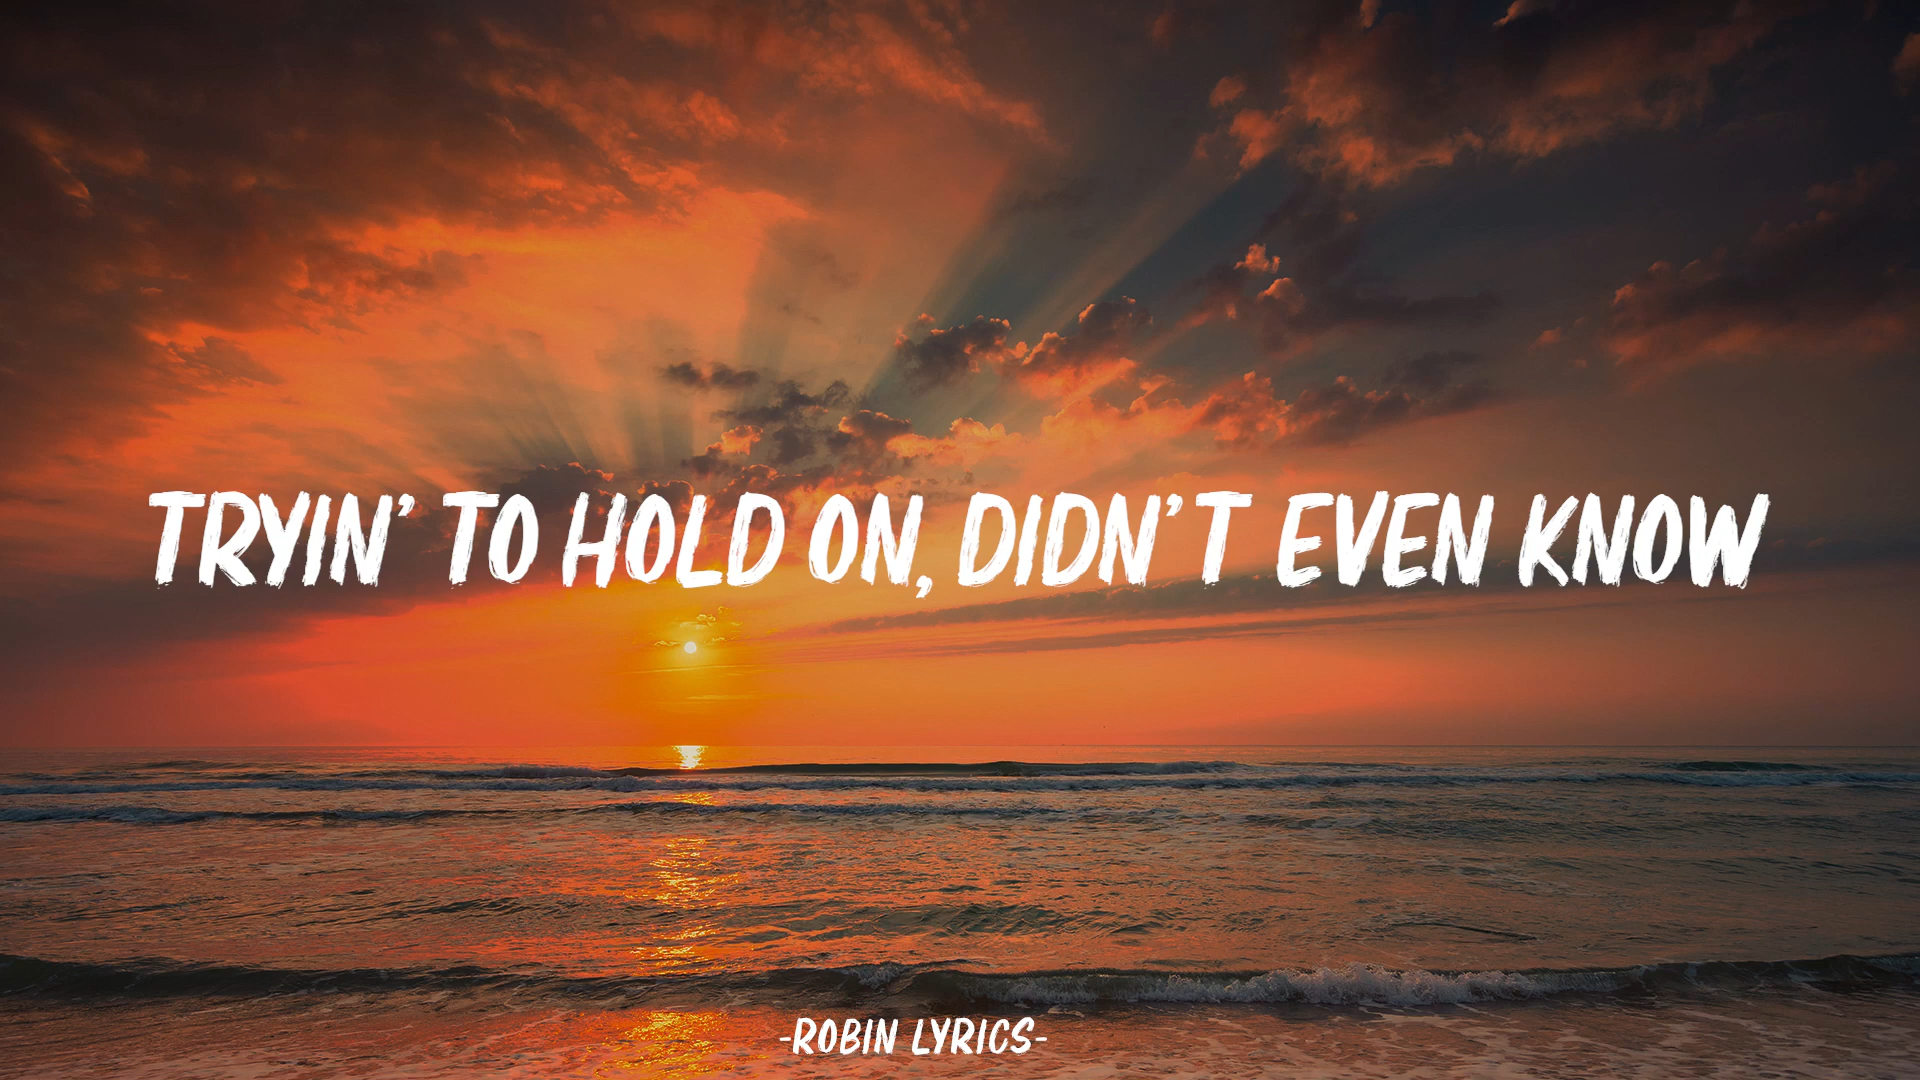 TRYIN' TO HOLD ON, DIDN'T EVEN KNOW
-ROBIN LYRICS-